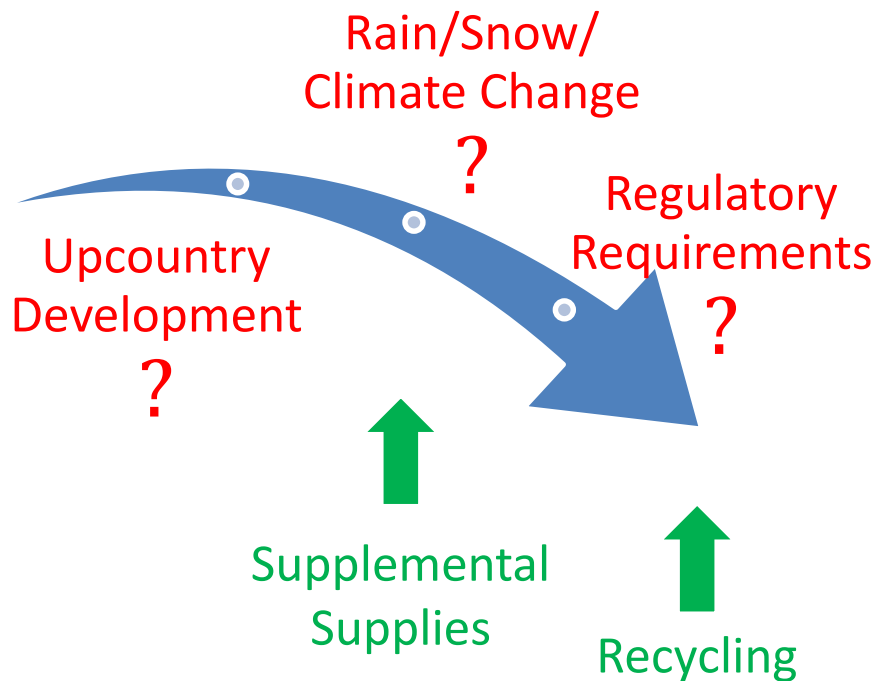 Rain/Snow/
Climate Change
?
Regulatory
Requirements
?
Upcountry
Development
?
Supplemental
Supplies
Recycling